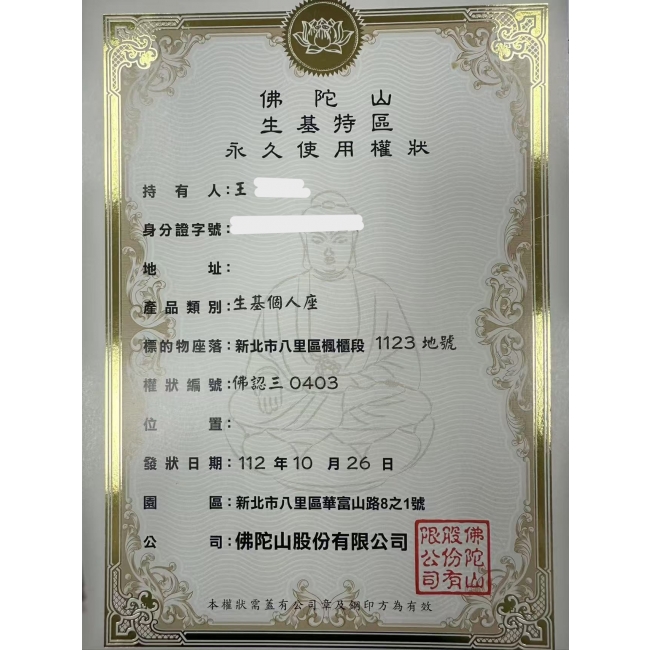 佛陀山
生基特區
永久使用權狀
持有人：王
身分證字號：
地址：
產品類別：生基個人座
標的物座落：新北市八里區楓櫃段 1123 地號
權狀編號：佛認三 0403
位置：
發狀日期：112 年 10 月 26 日
園區：新北市八里區華富山路8之1號
公司：佛陀山股份有限公司
佛陀山股份有限公司
本權狀需蓋有公司章及鋼印方為有效